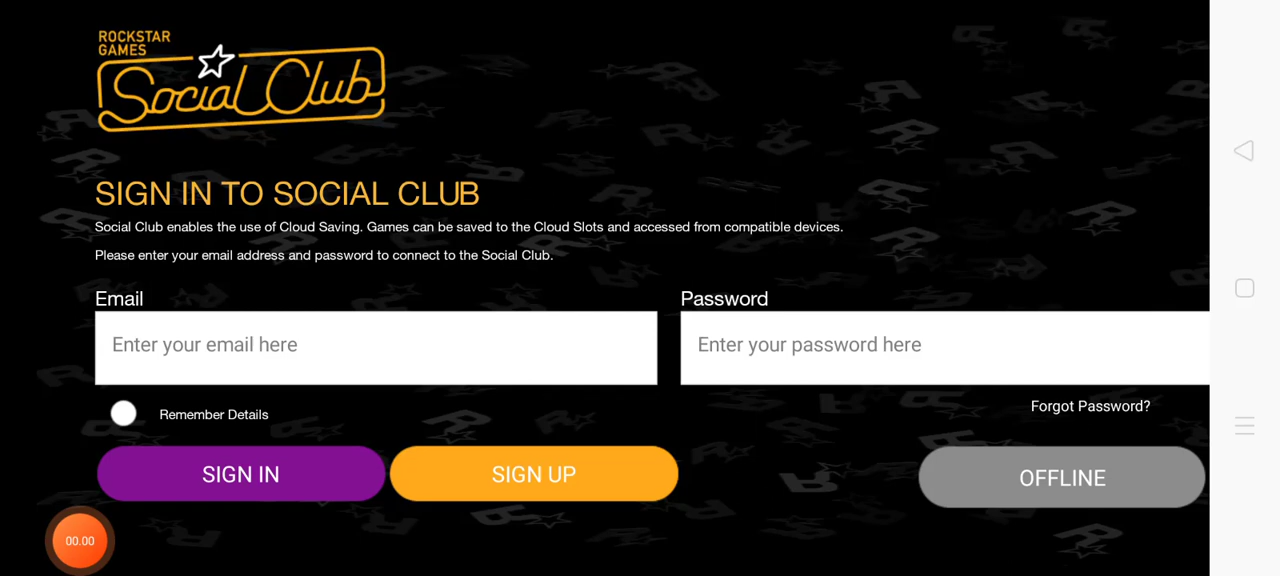 ROCKSTAR
GAMES
Social Club
SIGN IN TO SOCIAL CLUB
Social Club enables the use of Cloud Saving. Games can be saved to the Cloud Slots and accessed from compatible devices.
Please enter your email address and password to connect to the Social Club.
Email
Password
Enter your email here
Enter your password here
Remember Details
Forgot Password?
SIGN IN
SIGN UP
OFFLINE
00.00